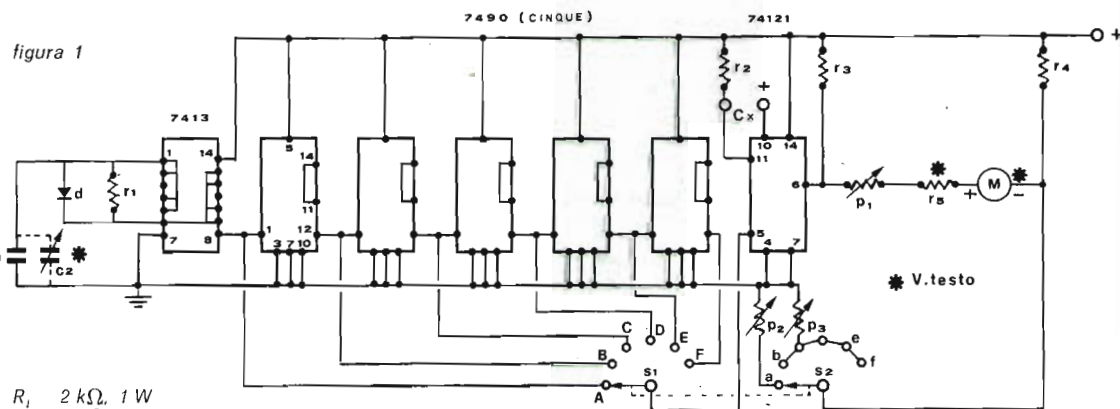 7490 (CINQUE)
74121
figura 1
+
r2
r3
r4
7413
Cx
+
1
14
5
14
10
14
11
d
r1
11
6
p1
r5
M
+
-
7
8
1
12
5
C2
3 7 10
4
7
V.testo
p2
p3
C
D
E
B
F
b
e
f
A
S1
a
S2
R1 2 kΩ, 1 W